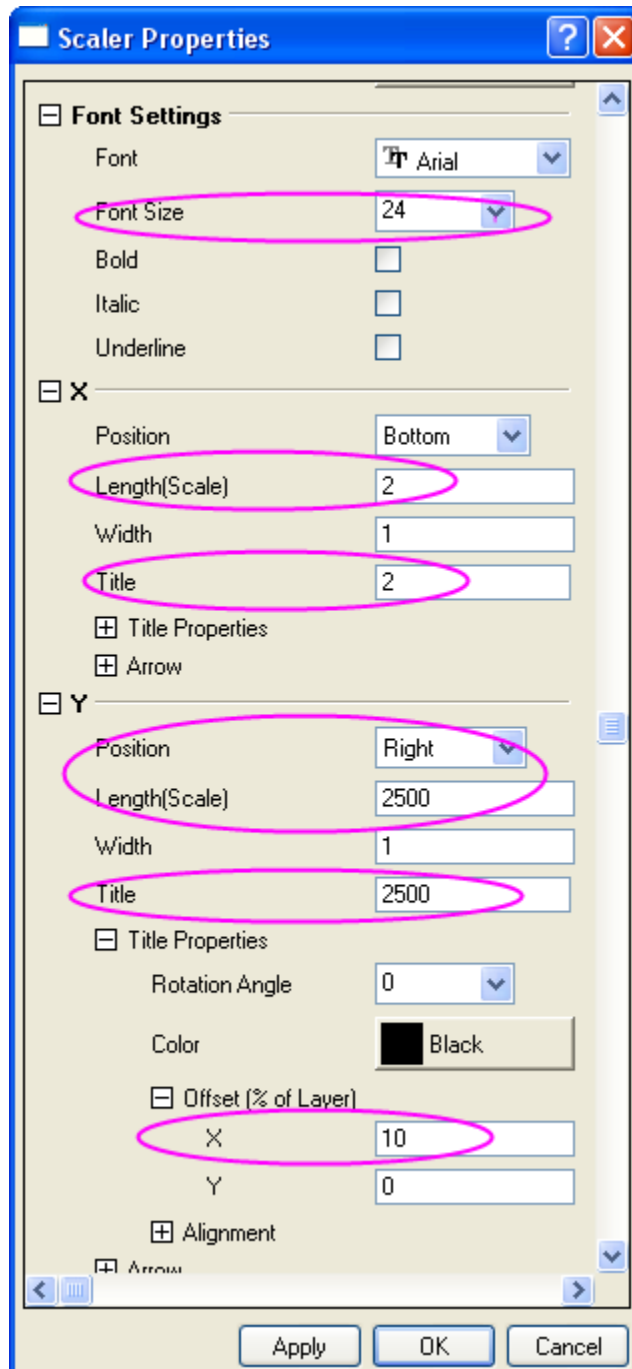 Scaler Properties
Font Settings
Font Arial
Font Size 24
Bold
Italic
Underline
X
Position Bottom
Length(Scale) 2
Width 1
Title 2
Title Properties
Arrow
Y
Position Right
Length(Scale) 2500
Width 1
Title 2500
Title Properties
Rotation Angle 0
Color Black
Offset (% of Layer)
X 10
Y 0
Alignment
Arrow
Apply OK Cancel